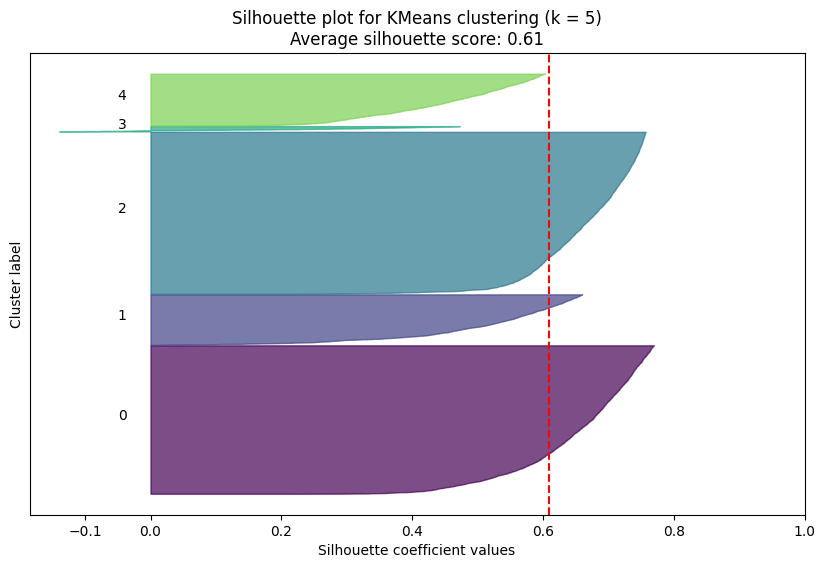 Silhouette plot for KMeans clustering (k = 5)
Average silhouette score: 0.61
4
3
2
1
0
Cluster label
−0.1 0.0 0.2 0.4 0.6 0.8 1.0
Silhouette coefficient values